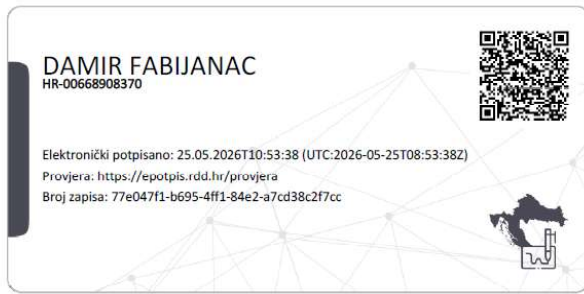 DAMIR FABIJANAC
HR-00668908370
Elektronički potpisano: 25.05.2026T10:53:38 (UTC:2026-05-25T08:53:38Z)
Provjera: https://epotpis.rdd.hr/provjera
Broj zapisa: 77e047f1-b695-4ff1-84e2-a7cd38c2f7cc